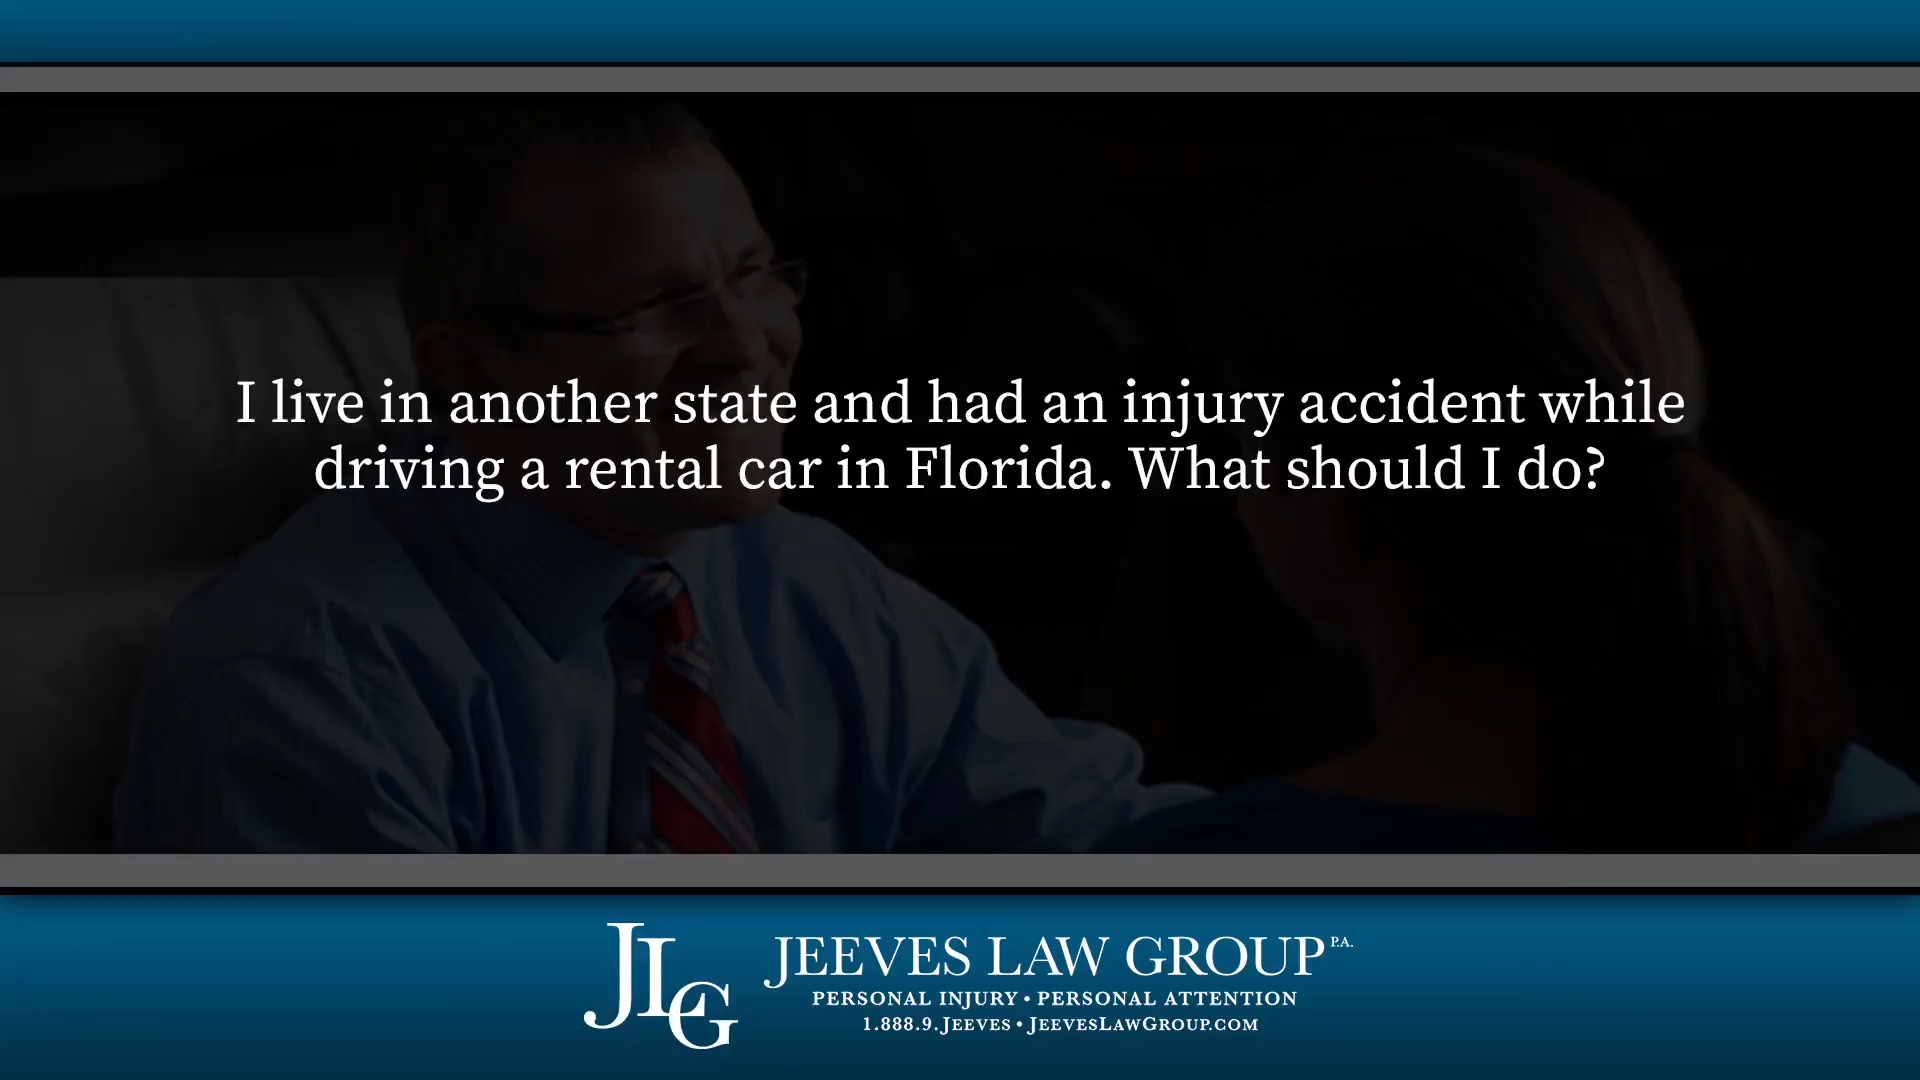 I live in another state and had an injury accident while
driving a rental car in Florida. What should I do?
JLG
JEEVES LAW GROUP P.A.
PERSONAL INJURY • PERSONAL ATTENTION
1.888.9.JEEVES • JEEVESLAWGROUP.COM